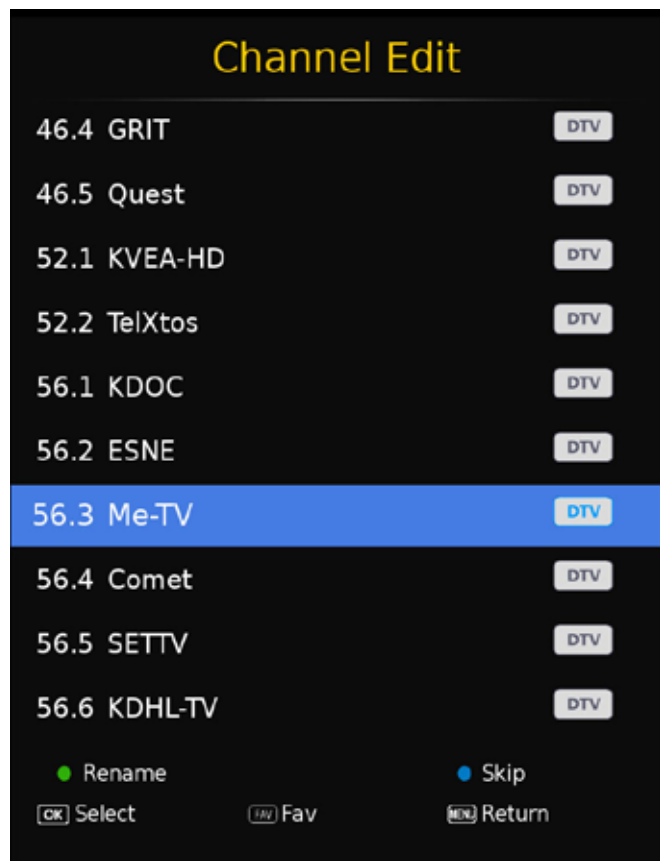 Channel Edit
46.4 GRIT DTV
46.5 Quest DTV
52.1 KVEA-HD DTV
52.2 TelXtos DTV
56.1 KDOC DTV
56.2 ESNE DTV
56.3 Me-TV DTV
56.4 Comet DTV
56.5 SETTV DTV
56.6 KDHL-TV DTV
Rename Skip
OK Select FAV Fav MENU Return